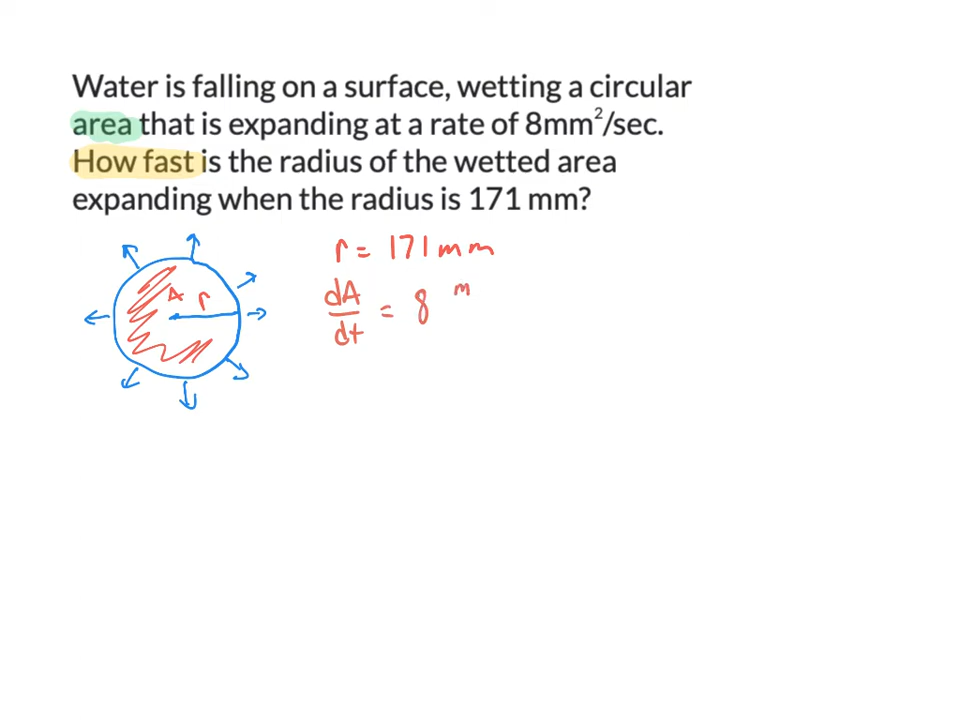 Water is falling on a surface, wetting a circular
area that is expanding at a rate of 8mm²/sec.
How fast is the radius of the wetted area
expanding when the radius is 171 mm?
r = 171 mm
A r
dA/dt = 8 m